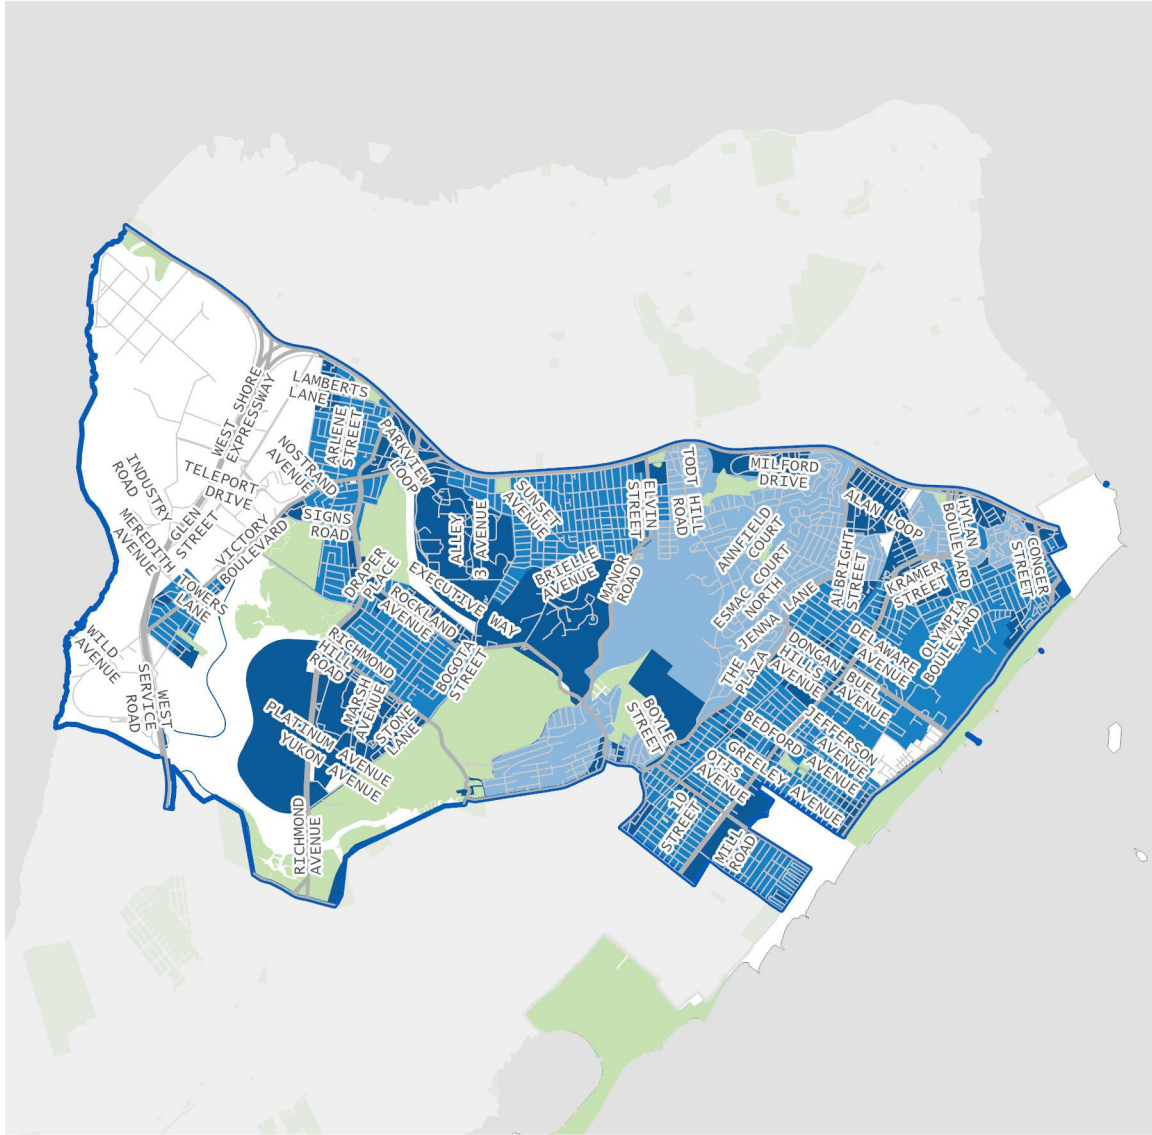 LAMBERTS
LANE
ARLENE
STREET
WEST SHORE
EXPRESSWAY
PARKVIEW
LOOP
NOSTRAND
AVENUE
TELEPORT
DRIVE
INDUSTRY
ROAD
MEREDITH
AVENUE
GLEN
STREET
VICTORY
BOULEVARD
SIGNS
ROAD
TOWERS
LANE
WILD
AVENUE
WEST
SERVICE
ROAD
ALLEY
3 AVENUE
SUNSET
AVENUE
ELVIN
STREET
TODT HILL
ROAD
MILFORD
DRIVE
ALAN LOOP
HYLAN
BOULEVARD
CONGER
STREET
DRAPER
PLACE
EXECUTIVE WAY
BRIELLE
AVENUE
MANOR
ROAD
ANNFIELD
COURT
ESMAC COURT
NORTH
ALBRIGHT
STREET
KRAMER
STREET
OLYMPIA
BOULVARD
ROCKLAND
AVENUE
RICHMOND
HILL
ROAD
BOGOTA
STREET
MARSH
AVENUE
STONE
LANE
PLATINUM AVENUE
YUKON AVENUE
RICHMOND
AVENUE
JENNA LANE
THE
PLAZA
DONGAN
HILLS
AVENUE
DELAWARE
AVENUE
BUEL
AVENUE
JEFFERSON
AVENUE
BEDFORD AVENUE
GREELEY AVENUE
BOYLE
STREET
OTIS
AVENUE
10
STREET
MILL
ROAD